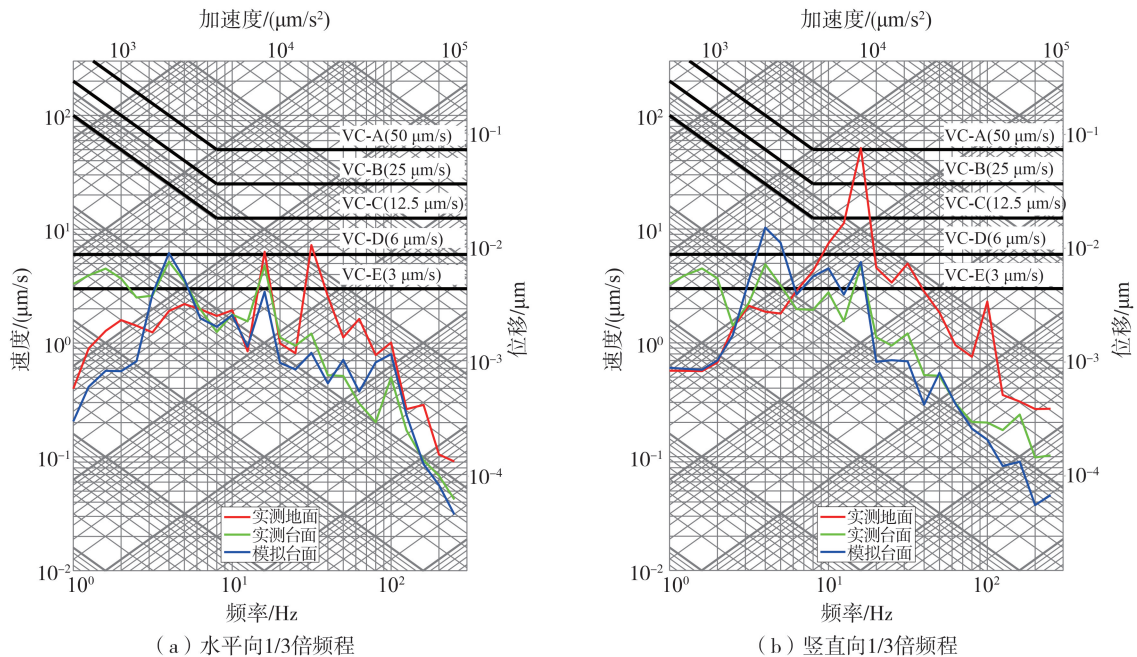 加速度/(μm/s²)
10³ 10⁴ 10⁵
10² 10¹ 10⁰ 10⁻¹ 10⁻²
速度/(μm/s)
VC-A(50 μm/s)
VC-B(25 μm/s)
VC-C(12.5 μm/s)
VC-D(6 μm/s)
VC-E(3 μm/s)
10⁻¹ 10⁻² 10⁻³ 10⁻⁴
位移/μm
实测地面
实测台面
模拟台面
10⁰ 10¹ 10²
频率/Hz
(a)水平向1/3倍频程
加速度/(μm/s²)
10³ 10⁴ 10⁵
10² 10¹ 10⁰ 10⁻¹ 10⁻²
速度/(μm/s)
VC-A(50 μm/s)
VC-B(25 μm/s)
VC-C(12.5 μm/s)
VC-D(6 μm/s)
VC-E(3 μm/s)
10⁻¹ 10⁻² 10⁻³ 10⁻⁴
位移/μm
实测地面
实测台面
模拟台面
10⁰ 10¹ 10²
频率/Hz
(b)竖直向1/3倍频程